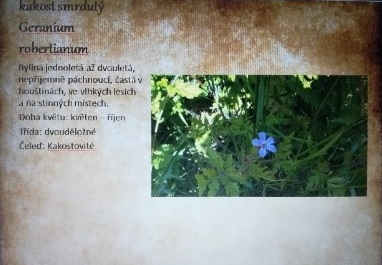 kakost smrdutý
Geranium
robertianum
Bylina jednoletá až dvouletá,
nepříjemně páchnoucí, častá v
houštinách, ve vlhkých lesích
a na stinných místech.
Doba květu: květen – říjen
Třída: dvouděložné
Čeleď: Kakostovité